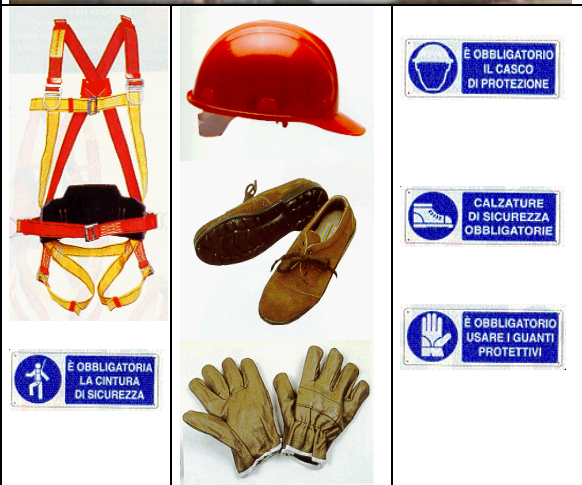 È OBBLIGATORIO
IL CASCO
DI PROTEZIONE
CALZATURE
DI SICUREZZA
OBBLIGATORIE
È OBBLIGATORIO
USARE I GUANTI
PROTETTIVI
È OBBLIGATORIA
LA CINTURA
DI SICUREZZA